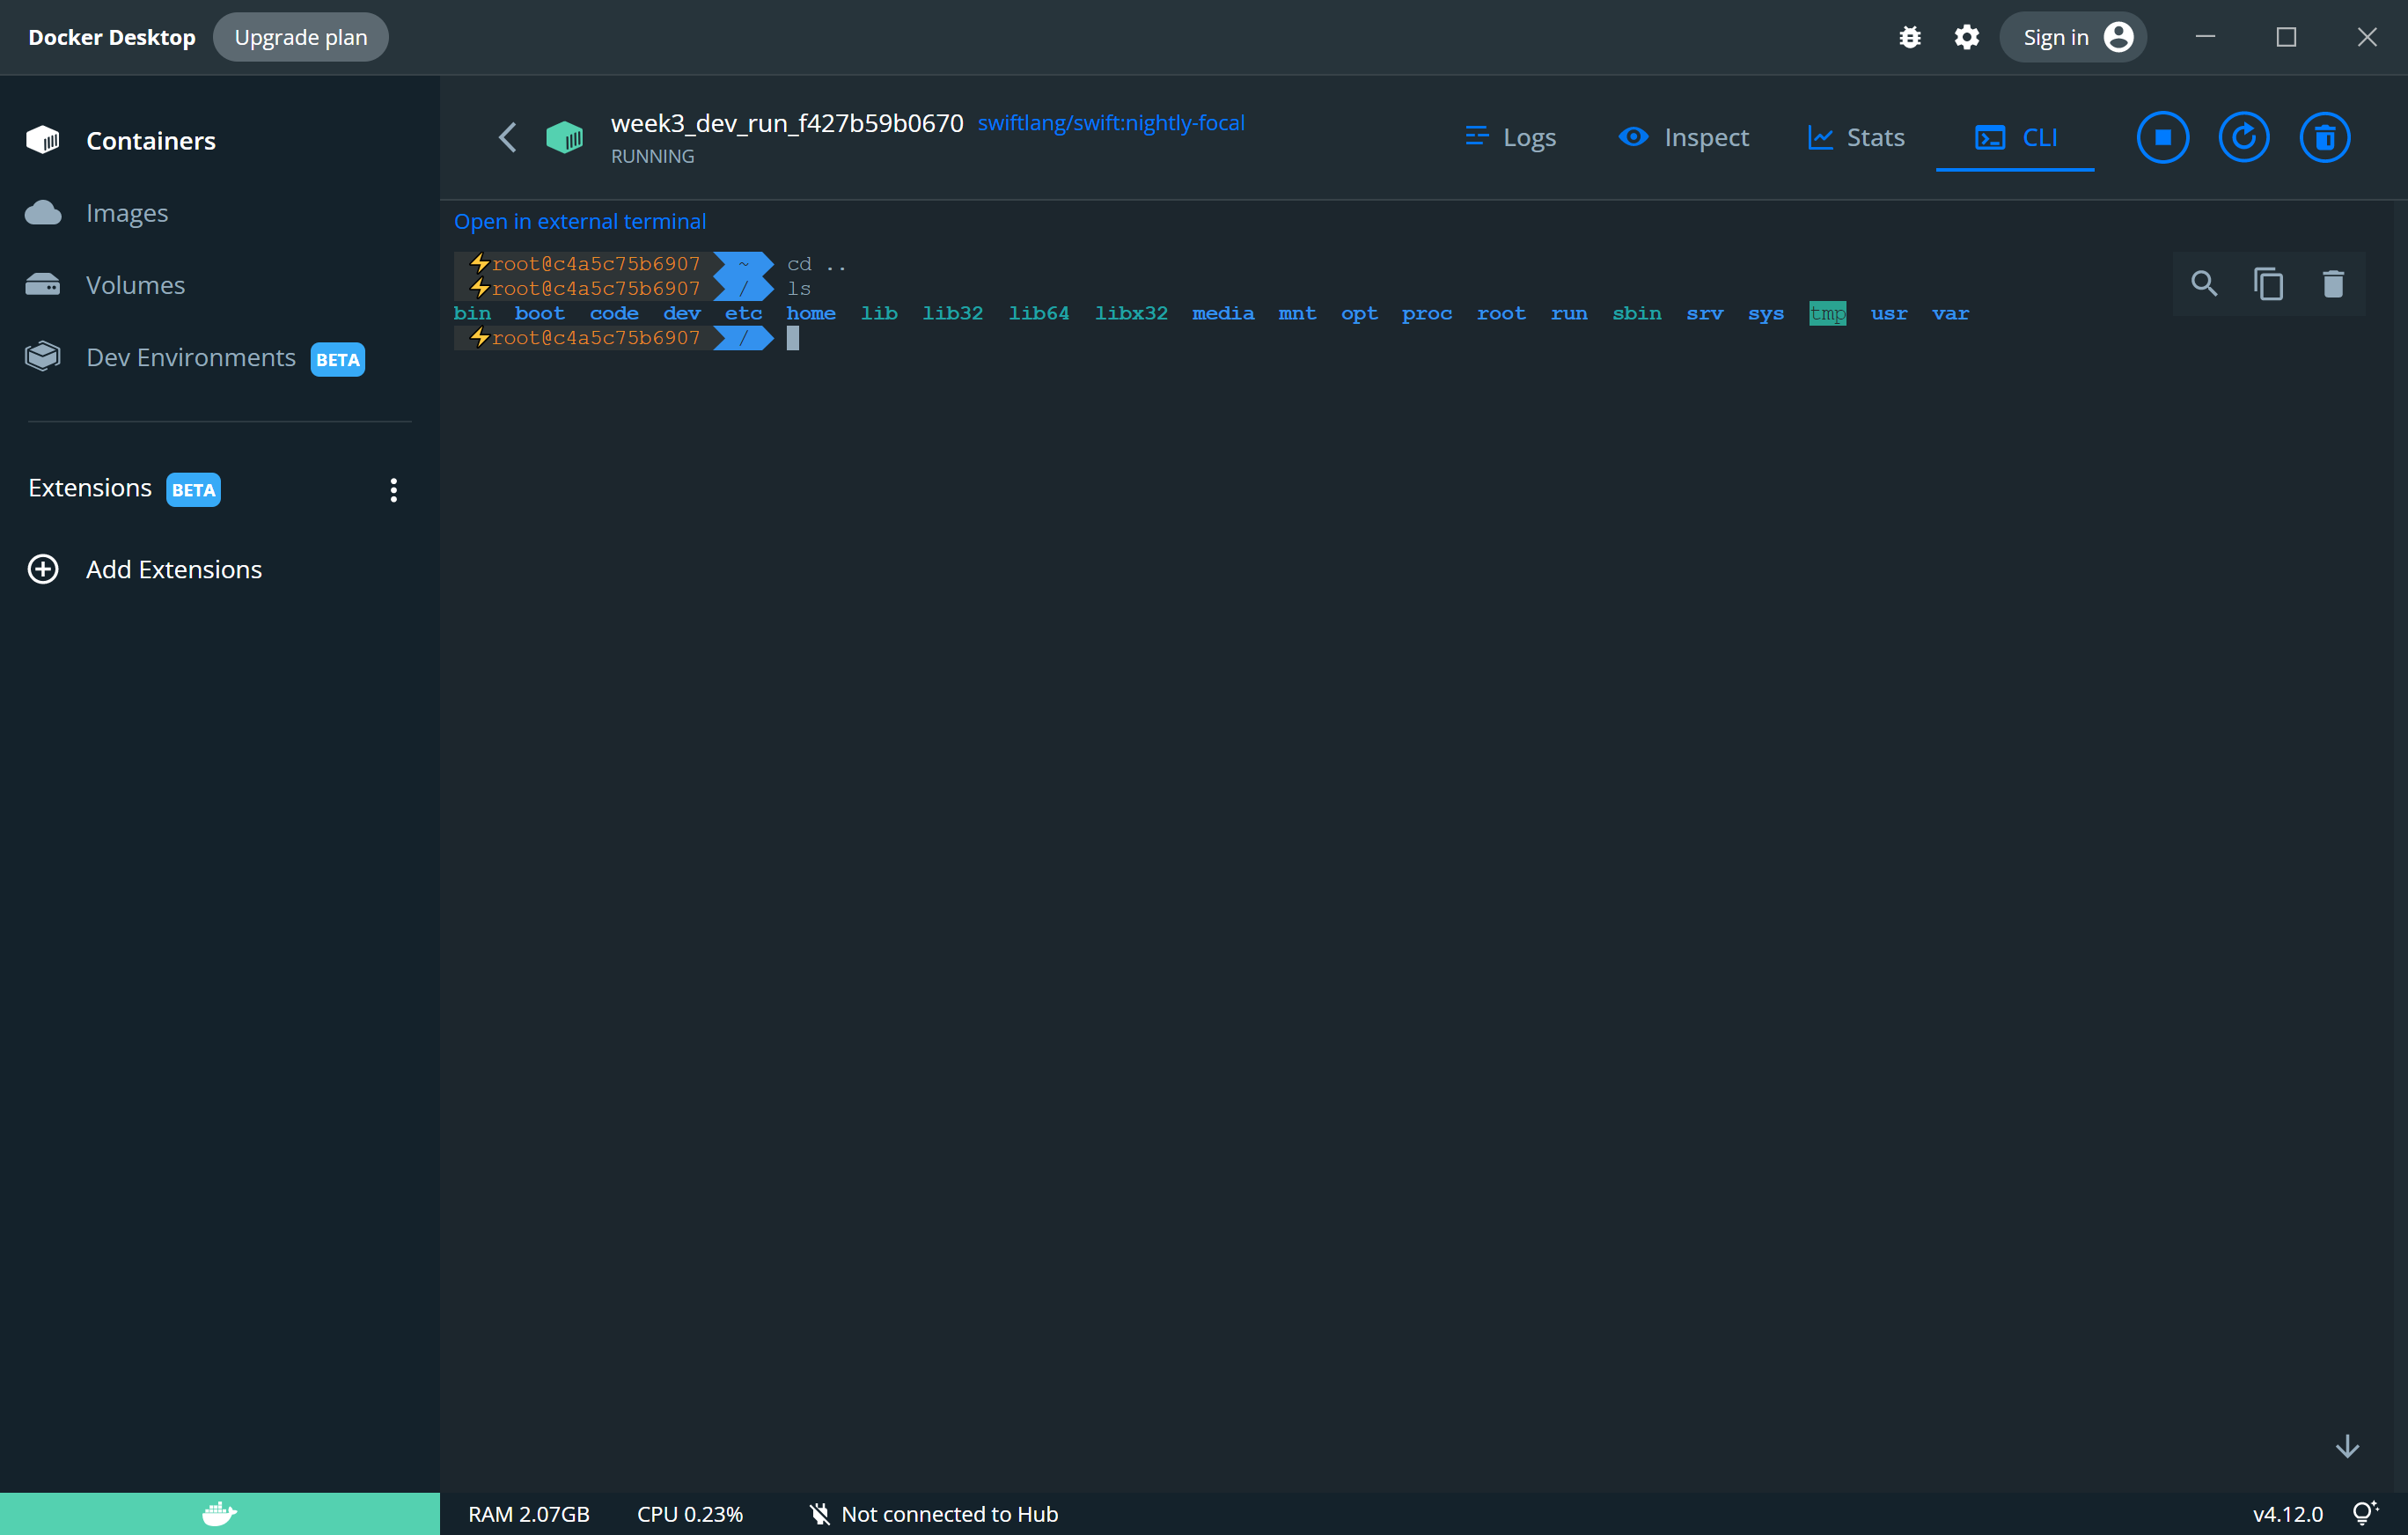 Docker Desktop Upgrade plan Sign in
Containers
Images
Volumes
Dev Environments BETA
Extensions BETA
Add Extensions
week3_dev_run_f427b59b0670 swiftlang/swift:nightly-focal
RUNNING
Logs Inspect Stats CLI
Open in external terminal
⚡root@c4a5c75b6907 ~ cd ..
⚡root@c4a5c75b6907 / ls
bin boot code dev etc home lib lib32 lib64 libx32 media mnt opt proc root run sbin srv sys tmp usr var
⚡root@c4a5c75b6907 /
RAM 2.07GB CPU 0.23% Not connected to Hub v4.12.0